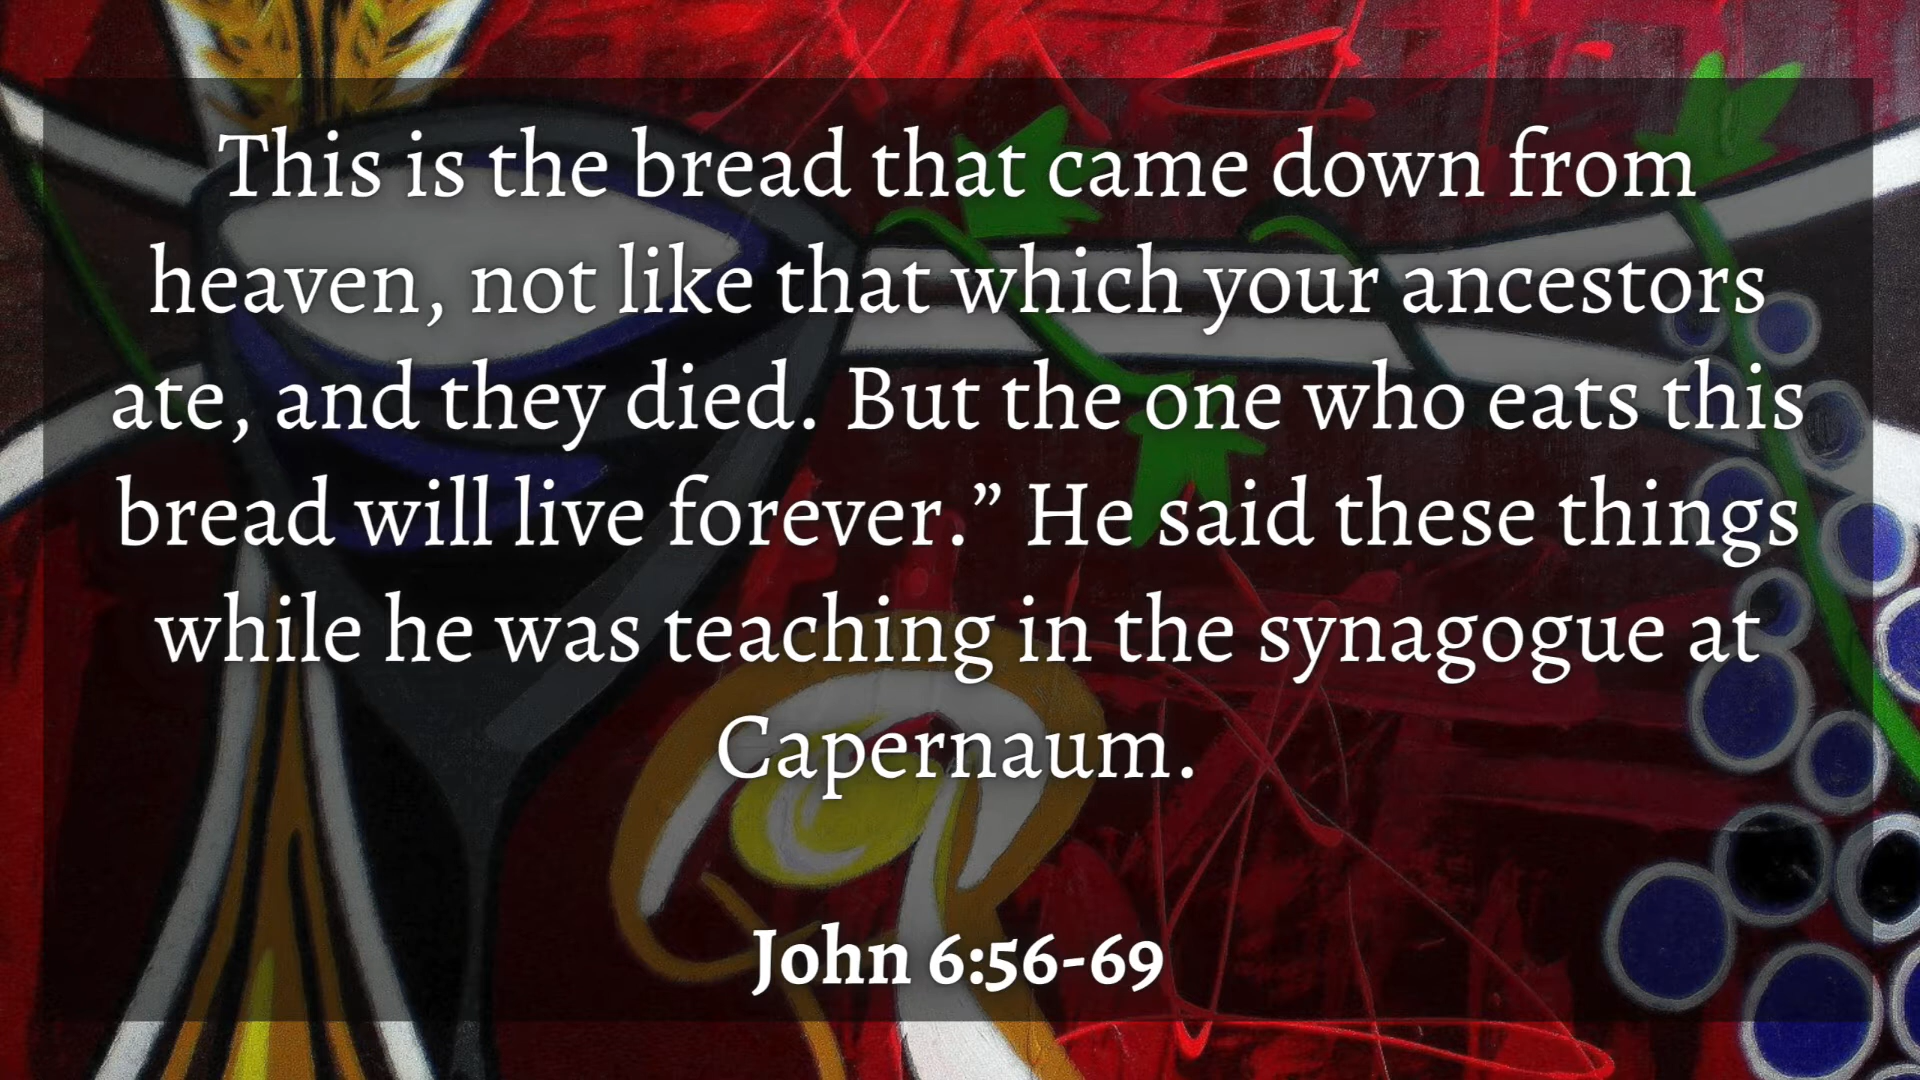 This is the bread that came down from
heaven, not like that which your ancestors
ate, and they died. But the one who eats this
bread will live forever.” He said these things
while he was teaching in the synagogue at
Capernaum.
John 6:56-69